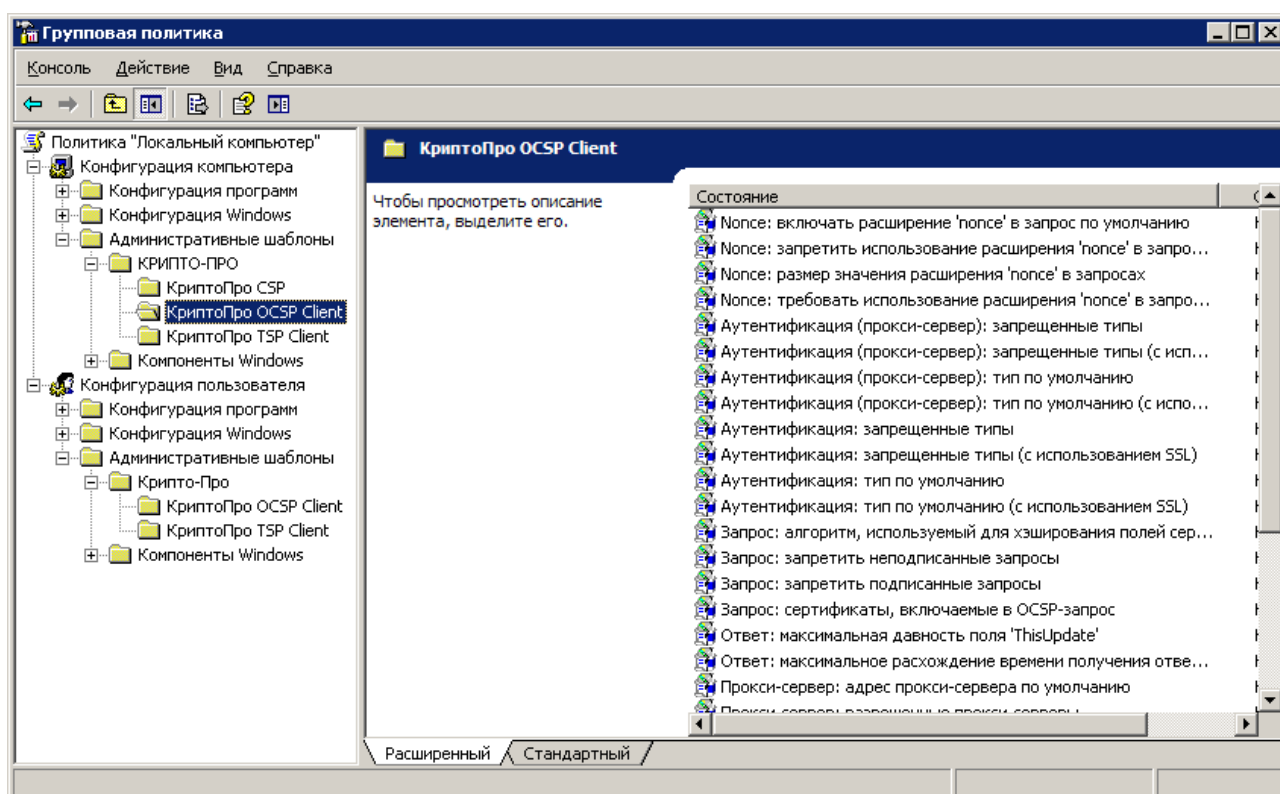 Групповая политика
Консоль Действие Вид Справка
Политика "Локальный компьютер"
Конфигурация компьютера
Конфигурация программ
Конфигурация Windows
Административные шаблоны
КРИПТО-ПРО
КриптоПро CSP
КриптоПро OCSP Client
КриптоПро TSP Client
Компоненты Windows
Конфигурация пользователя
Конфигурация программ
Конфигурация Windows
Административные шаблоны
Крипто-Про
КриптоПро OCSP Client
КриптоПро TSP Client
Компоненты Windows
КриптоПро OCSP Client
Чтобы просмотреть описание
элемента, выделите его.
Состояние
Nonce: включать расширение 'nonce' в запрос по умолчанию
Nonce: запретить использование расширения 'nonce' в запро...
Nonce: размер значения расширения 'nonce' в запросах
Nonce: требовать использование расширения 'nonce' в запро...
Аутентификация (прокси-сервер): запрещенные типы
Аутентификация (прокси-сервер): запрещенные типы (с исп...
Аутентификация (прокси-сервер): тип по умолчанию
Аутентификация (прокси-сервер): тип по умолчанию (с испо...
Аутентификация: запрещенные типы
Аутентификация: запрещенные типы (с использованием SSL)
Аутентификация: тип по умолчанию
Аутентификация: тип по умолчанию (с использованием SSL)
Запрос: алгоритм, используемый для хэширования полей сер...
Запрос: запретить неподписанные запросы
Запрос: запретить подписанные запросы
Запрос: сертификаты, включаемые в OCSP-запрос
Ответ: максимальная давность поля 'ThisUpdate'
Ответ: максимальное расхождение времени получения отве...
Прокси-сервер: адрес прокси-сервера по умолчанию
Прокси-сервер: разрешенные прокси-серверы
Расширенный Стандартный